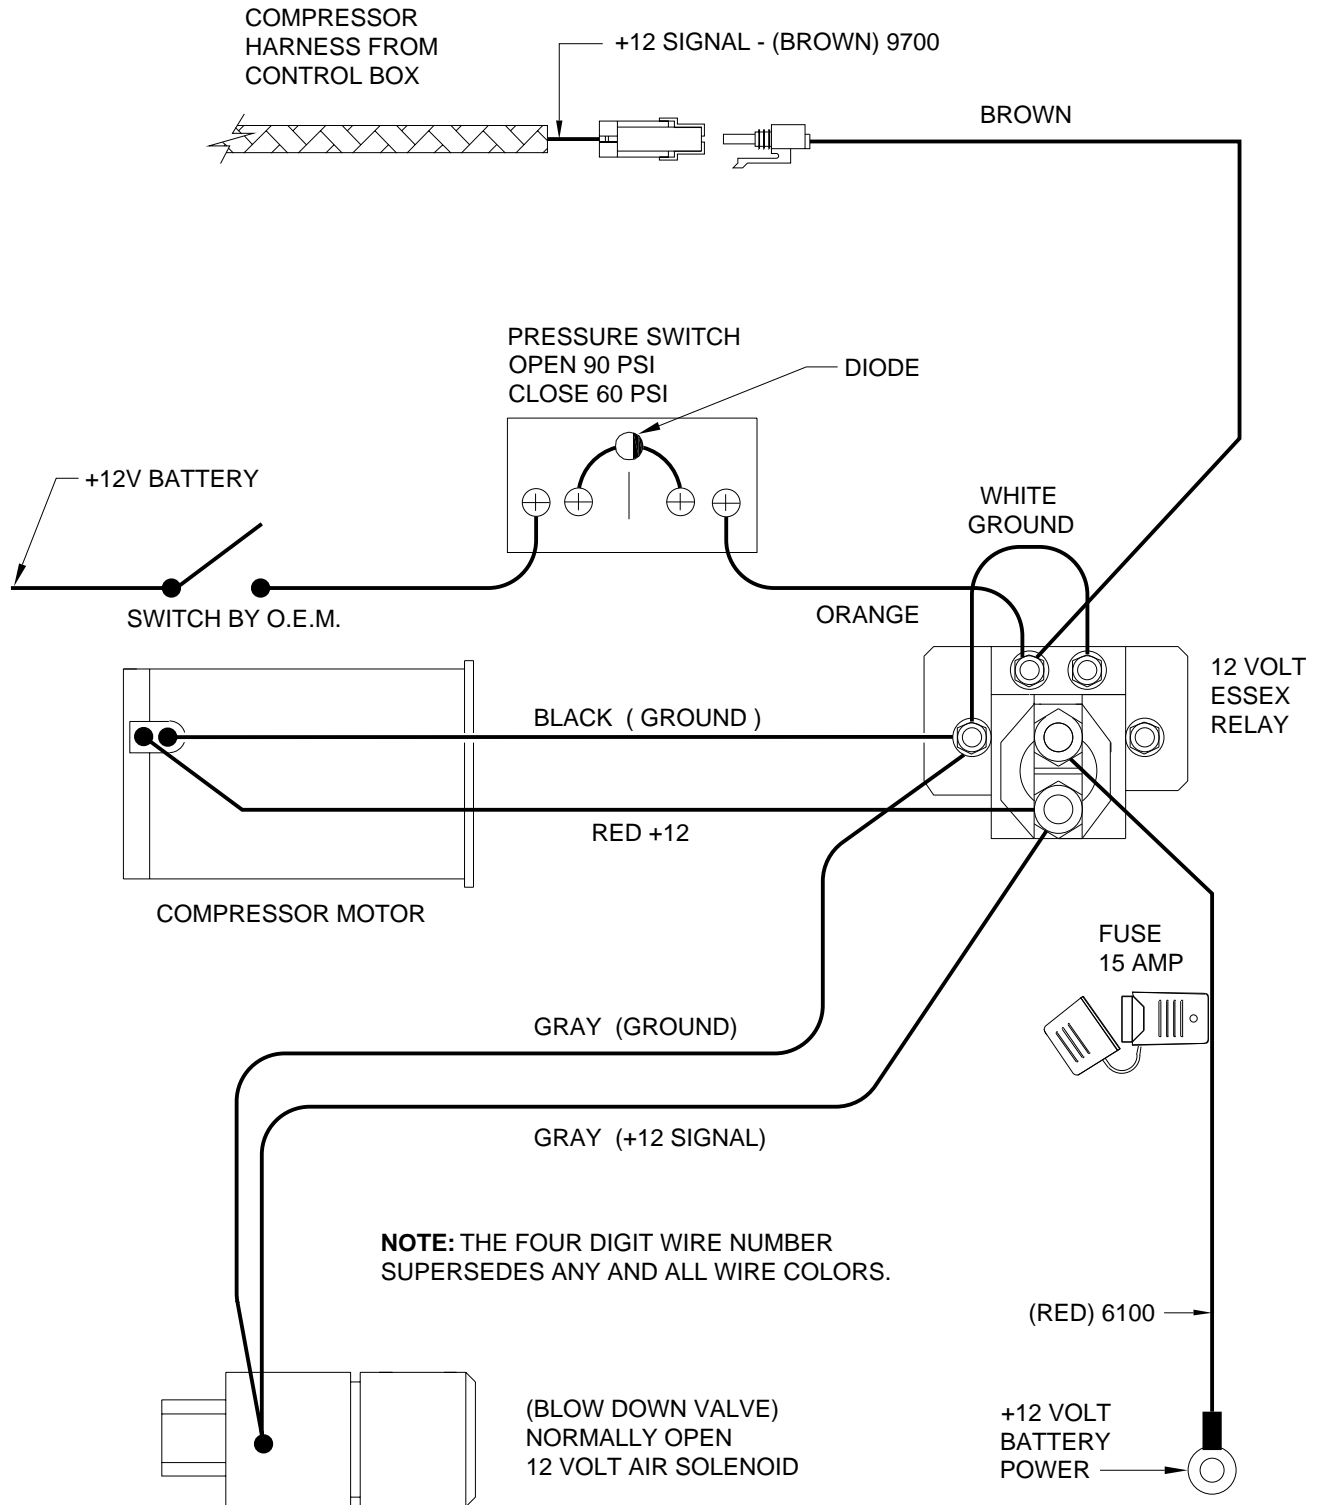 COMPRESSOR
HARNESS FROM
CONTROL BOX
+12 SIGNAL - (BROWN) 9700
BROWN
PRESSURE SWITCH
OPEN 90 PSI
CLOSE 60 PSI
DIODE
+12V BATTERY
WHITE
GROUND
SWITCH BY O.E.M.
ORANGE
12 VOLT
ESSEX
RELAY
BLACK ( GROUND )
RED +12
COMPRESSOR MOTOR
FUSE
15 AMP
GRAY (GROUND)
GRAY (+12 SIGNAL)
NOTE: THE FOUR DIGIT WIRE NUMBER
SUPERSEDES ANY AND ALL WIRE COLORS.
(RED) 6100
(BLOW DOWN VALVE)
NORMALLY OPEN
12 VOLT AIR SOLENOID
+12 VOLT
BATTERY
POWER